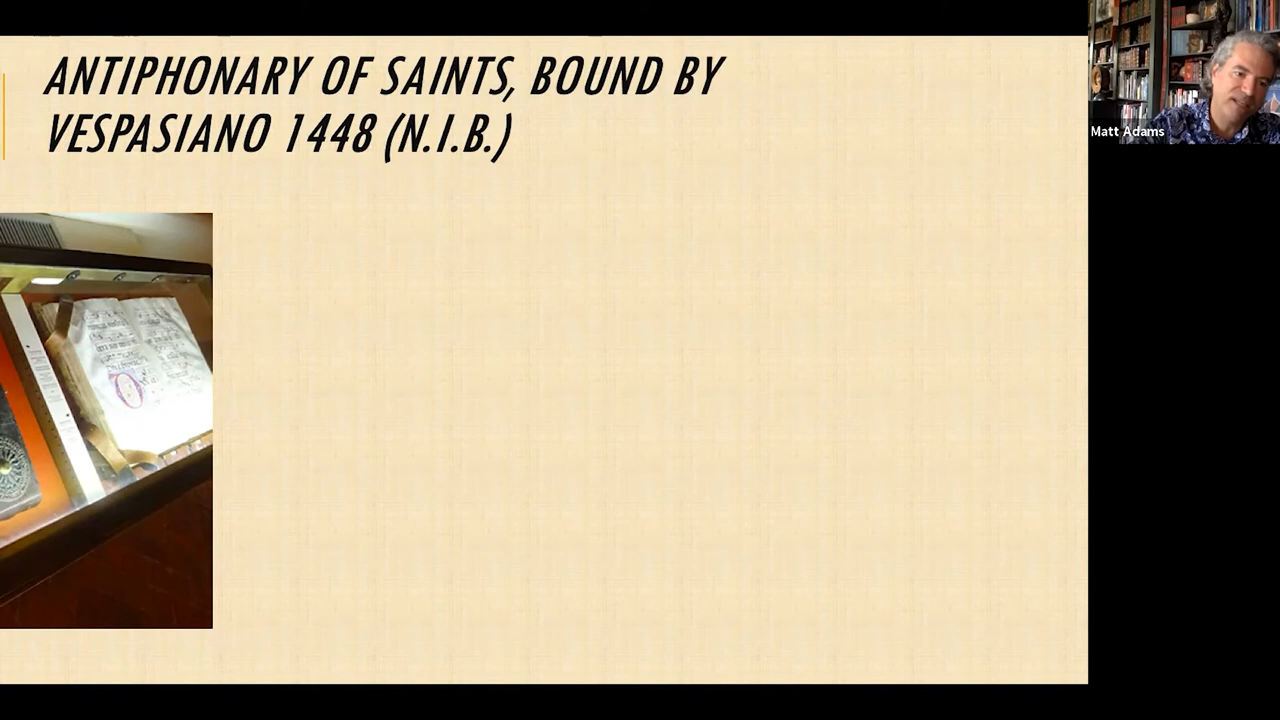 ANTIPHONARY OF SAINTS, BOUND BY
VESPASIANO 1448 (N.I.B.)
Matt Adams